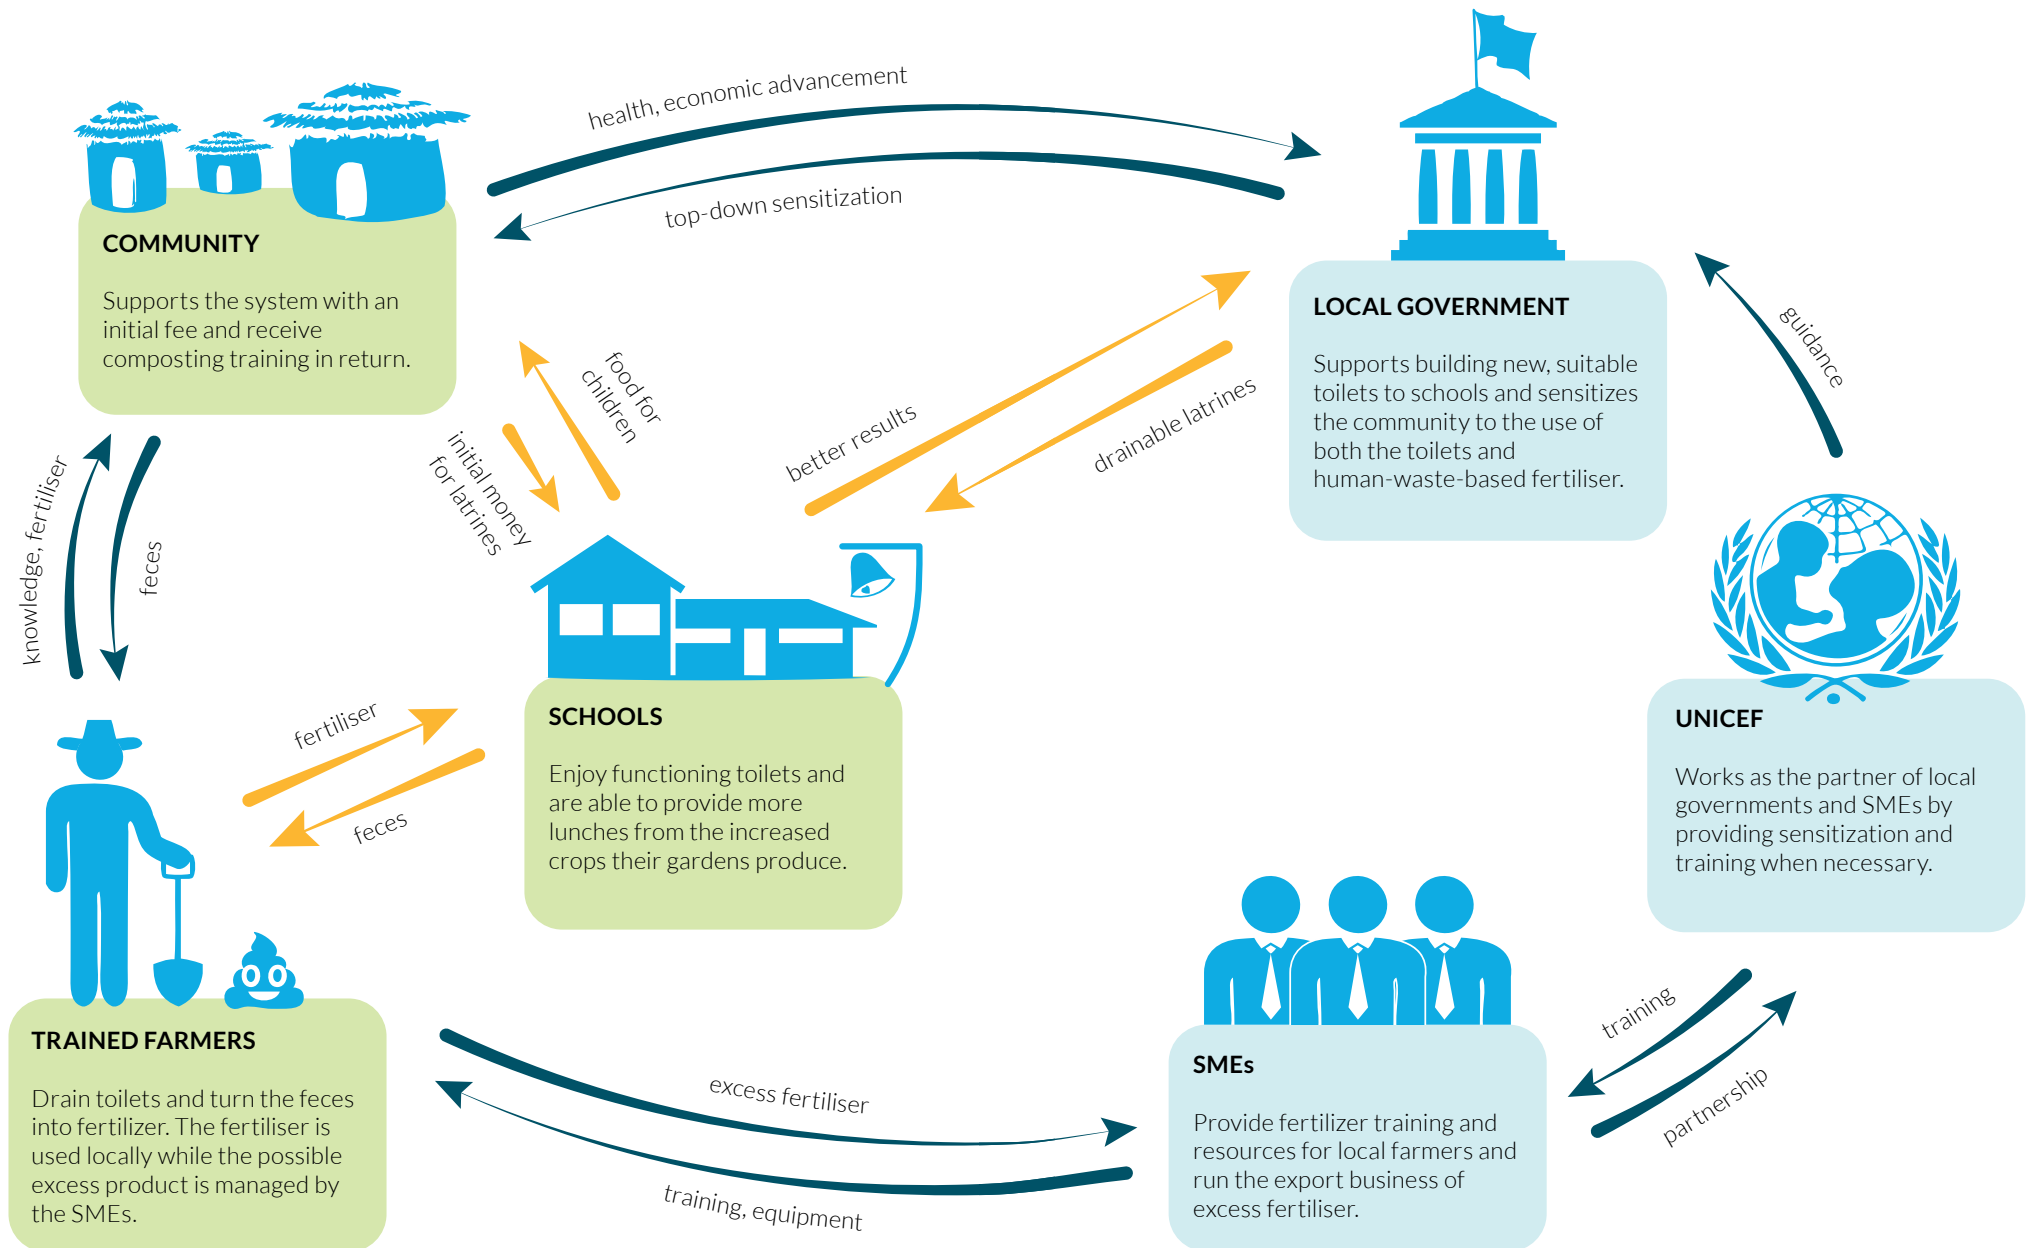 health, economic advancement
top-down sensitization
COMMUNITY
Supports the system with an
initial fee and receive
composting training in return.
LOCAL GOVERNMENT
Supports building new, suitable
toilets to schools and sensitizes
the community to the use of
both the toilets and
human-waste-based fertiliser.
guidance
food for
children
initial money
for latrines
better results
drainable latrines
knowledge, fertiliser
feces
SCHOOLS
Enjoy functioning toilets and
are able to provide more
lunches from the increased
crops their gardens produce.
UNICEF
Works as the partner of local
governments and SMEs by
providing sensitization and
training when necessary.
fertiliser
feces
TRAINED FARMERS
Drain toilets and turn the feces
into fertilizer. The fertiliser is
used locally while the possible
excess product is managed by
the SMEs.
excess fertiliser
training, equipment
SMEs
Provide fertilizer training and
resources for local farmers and
run the export business of
excess fertiliser.
training
partnership